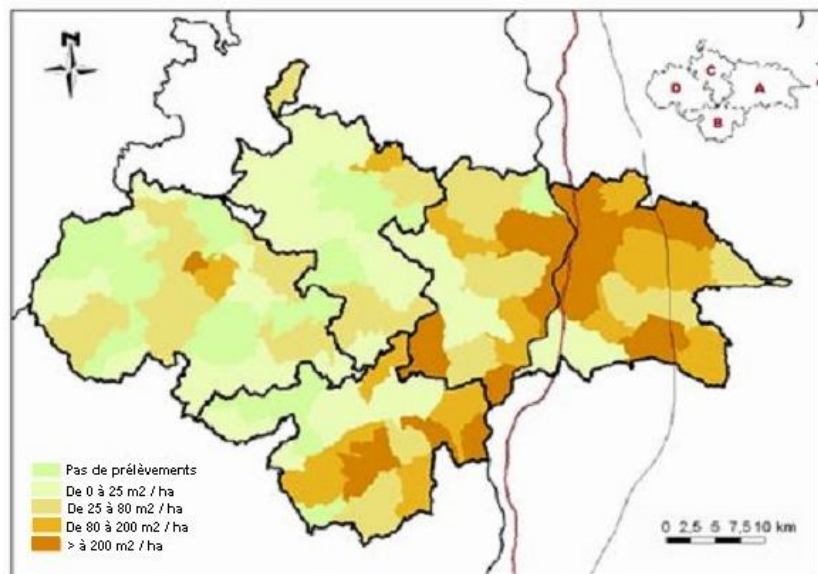 N
C
D
A
B
Pas de prélèvements
De 0 à 25 m2 / ha
De 25 à 80 m2 / ha
De 80 à 200 m2 / ha
> à 200 m2 / ha
0 2,5 5 7,5 10 km